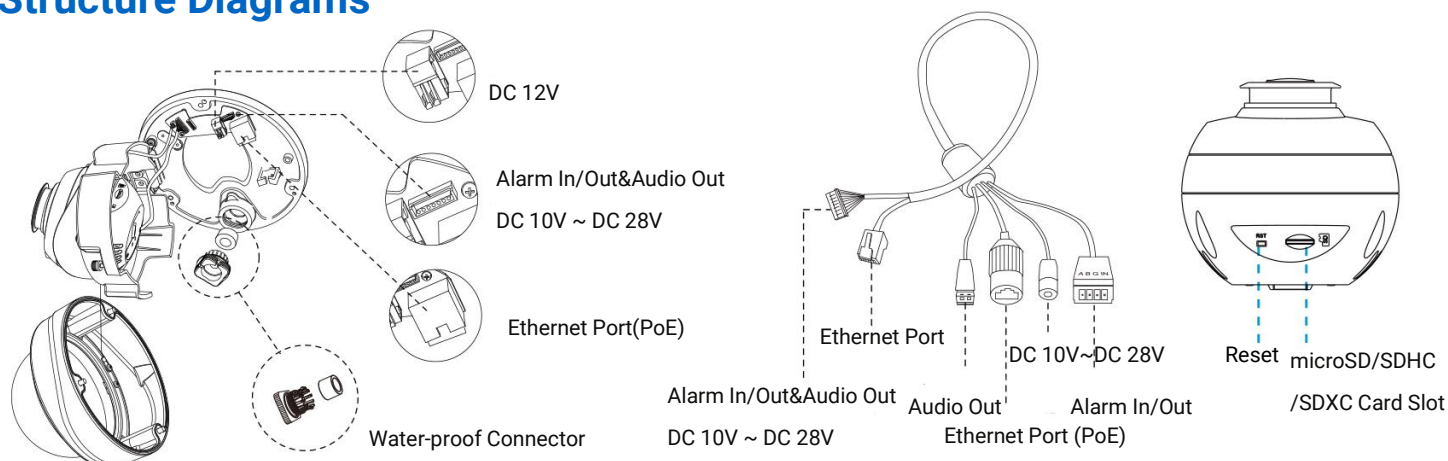 Structure Diagrams
DC 12V
Alarm In/Out&Audio Out
DC 10V ~ DC 28V
Ethernet Port(PoE)
Water-proof Connector
A B G IN
Ethernet Port
DC 10V~DC 28V
Alarm In/Out&Audio Out
DC 10V ~ DC 28V
Audio Out
Alarm In/Out
Ethernet Port (PoE)
RST
Reset
microSD/SDHC
/SDXC Card Slot